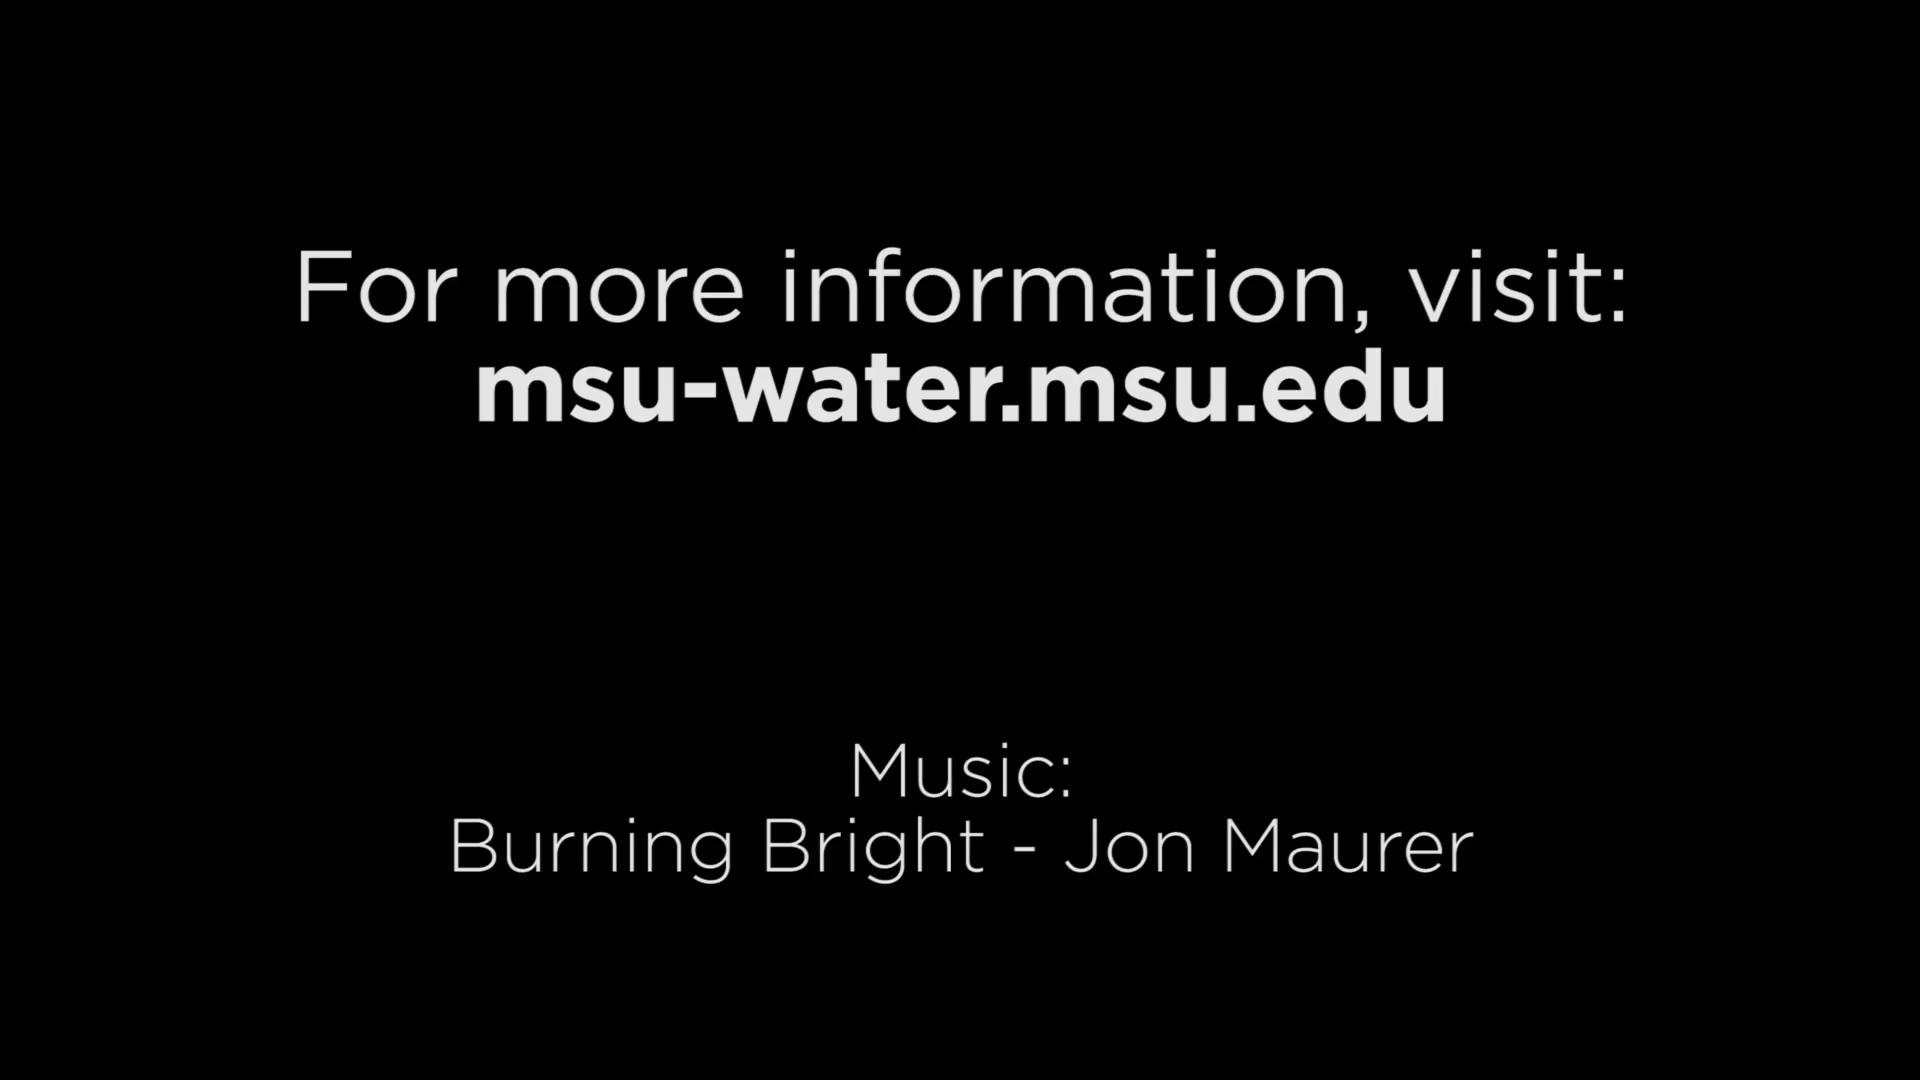 For more information, visit:
msu-water.msu.edu
Music:
Burning Bright - Jon Maurer